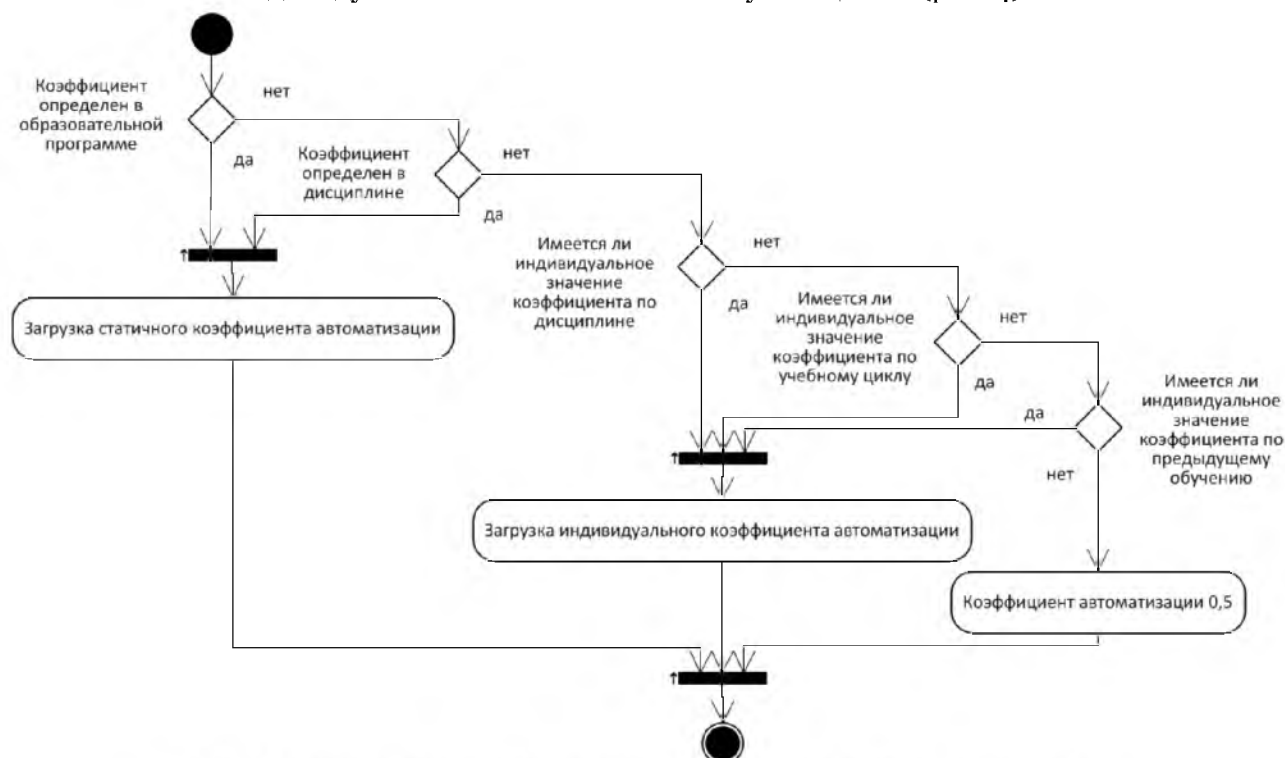 Коэффициент
определен в
образовательной
программе
нет
да
Коэффициент
определен в
дисциплине
нет
да
Имеется ли
индивидуальное
значение
коэффициента по
дисциплине
нет
да
Имеется ли
индивидуальное
значение
коэффициента по
учебному циклу
нет
да
Имеется ли
индивидуальное
значение
коэффициента по
предыдущему
обучению
да
нет
Загрузка статичного коэффициента автоматизации
Загрузка индивидуального коэффициента автоматизации
Коэффициент автоматизации 0,5